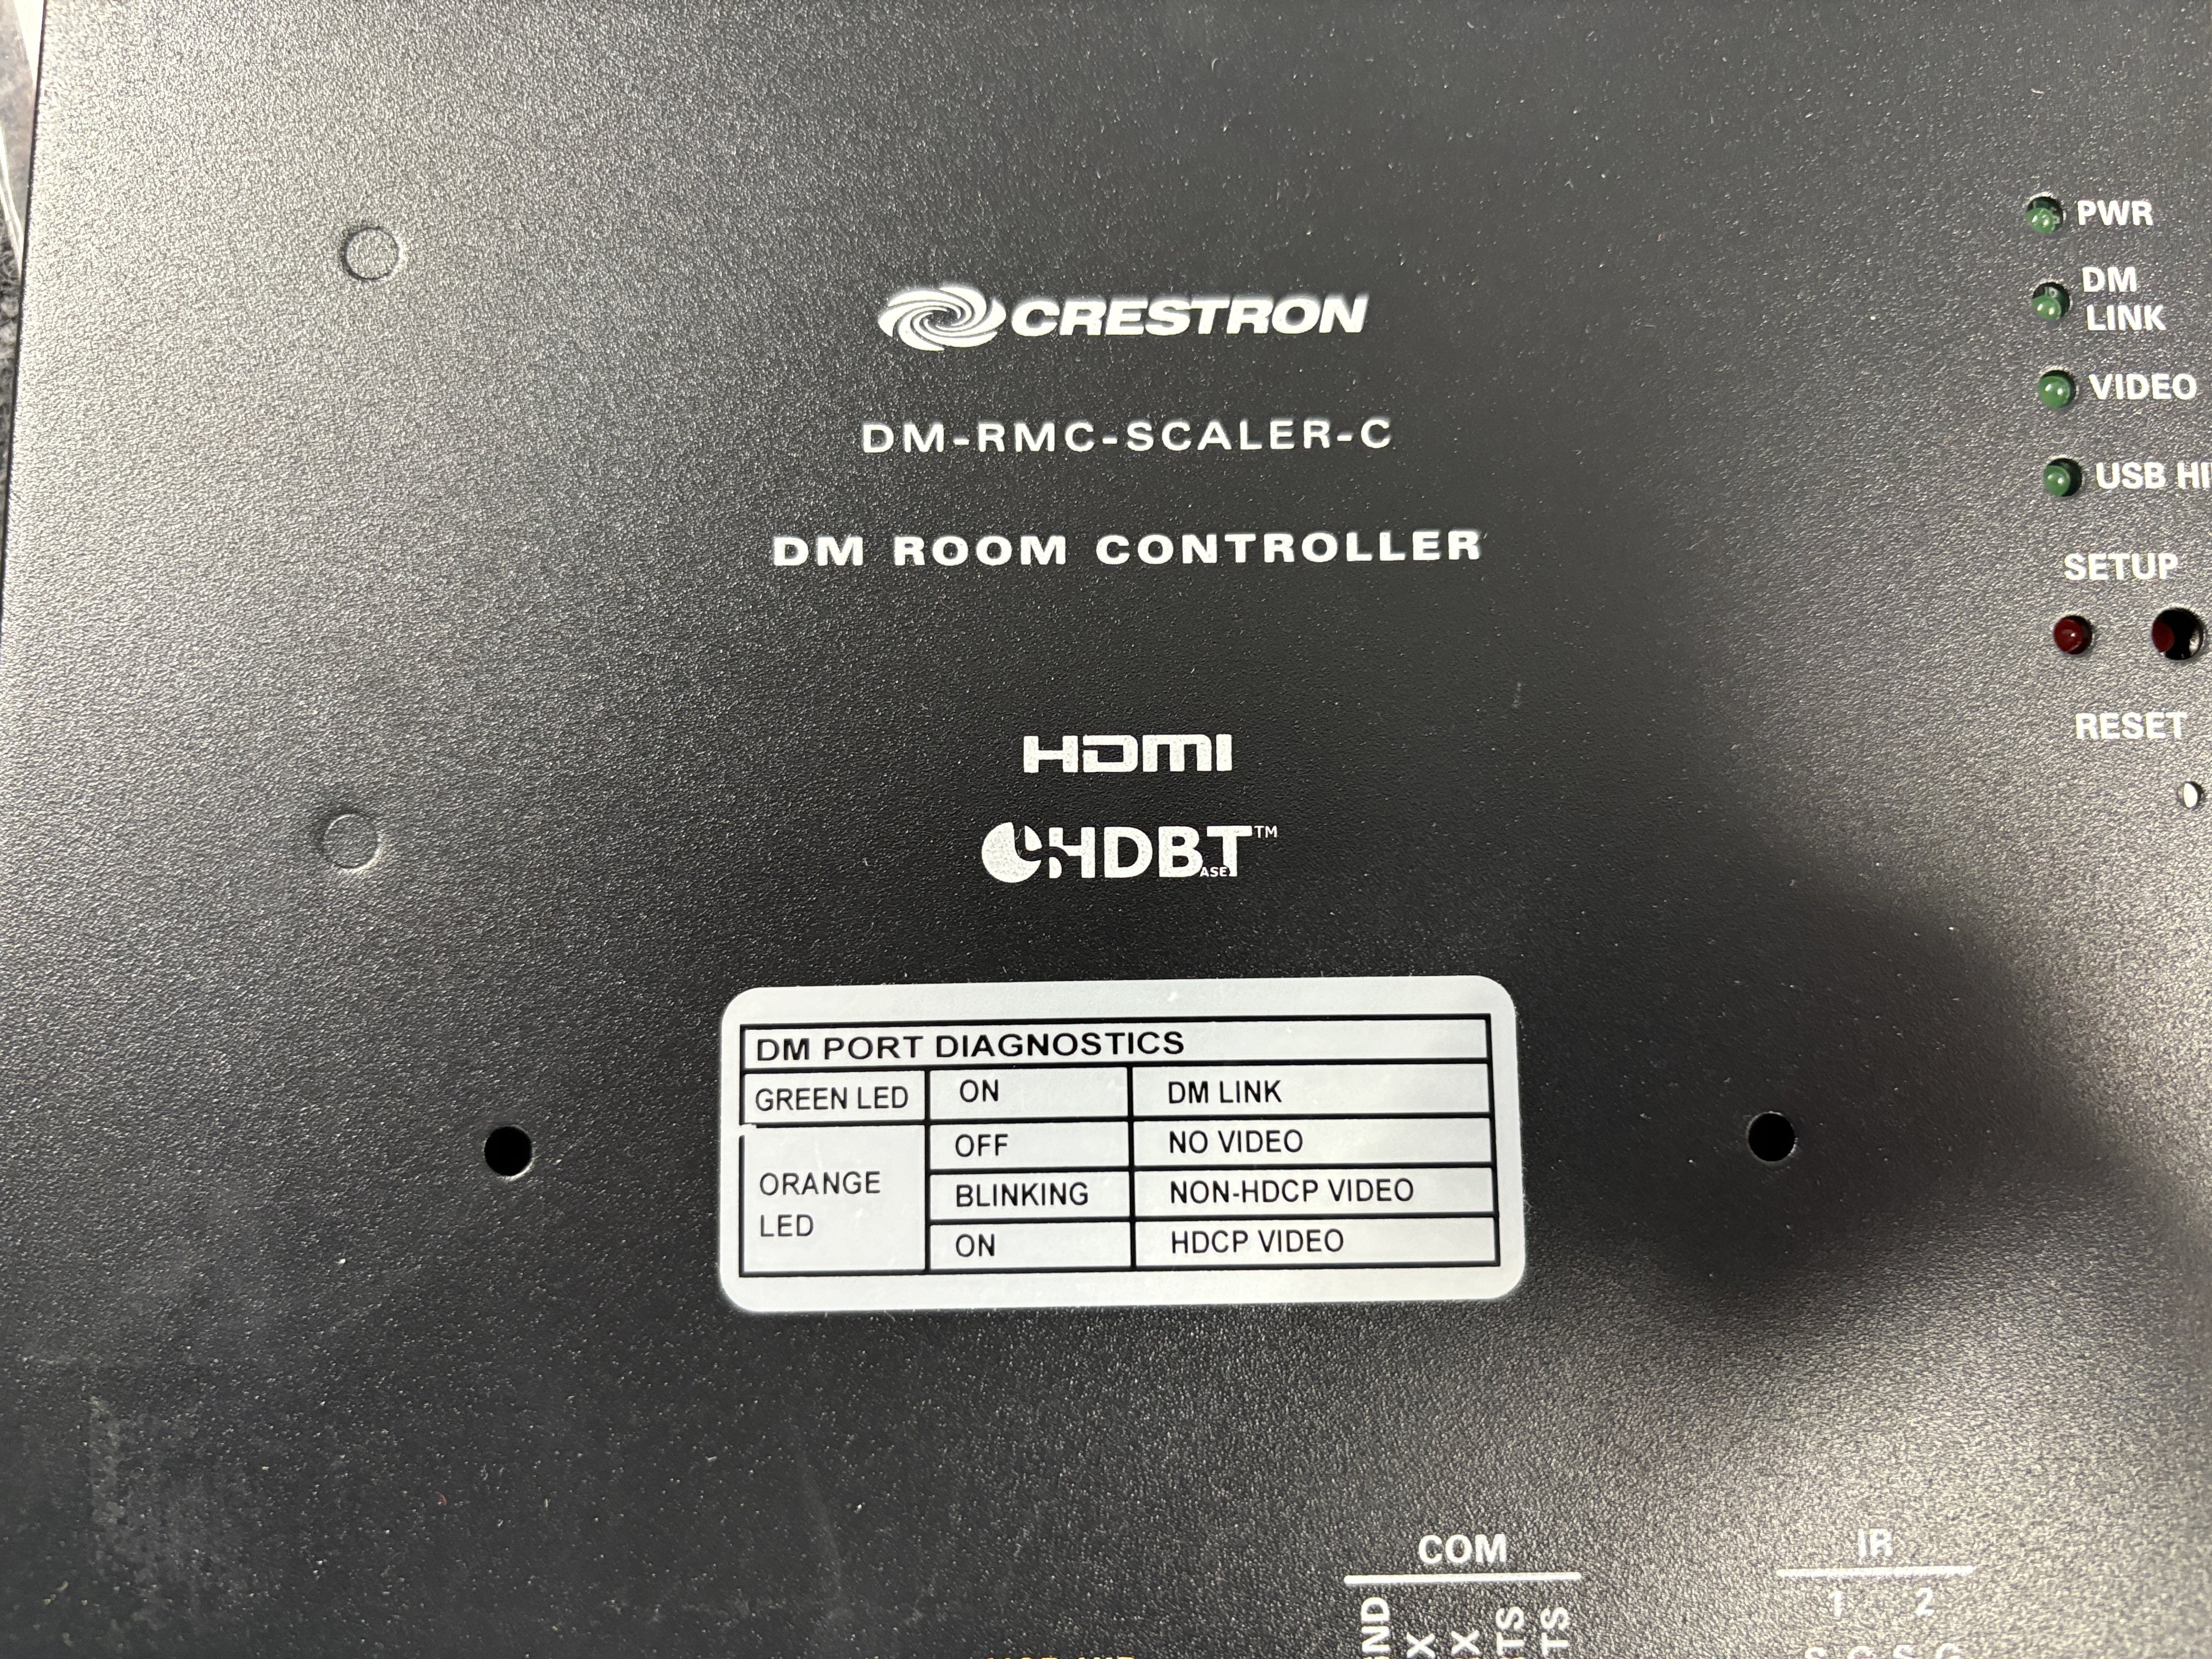 CRESTRON
DM-RMC-SCALER-C
DM ROOM CONTROLLER
HDMI
HDBASET™
DM PORT DIAGNOSTICS
GREEN LED ON DM LINK
ORANGE LED
OFF NO VIDEO
BLINKING NON-HDCP VIDEO
ON HDCP VIDEO
PWR
DM
LINK
VIDEO
USB
SETUP
RESET
COM
IR
1 2
S G S G